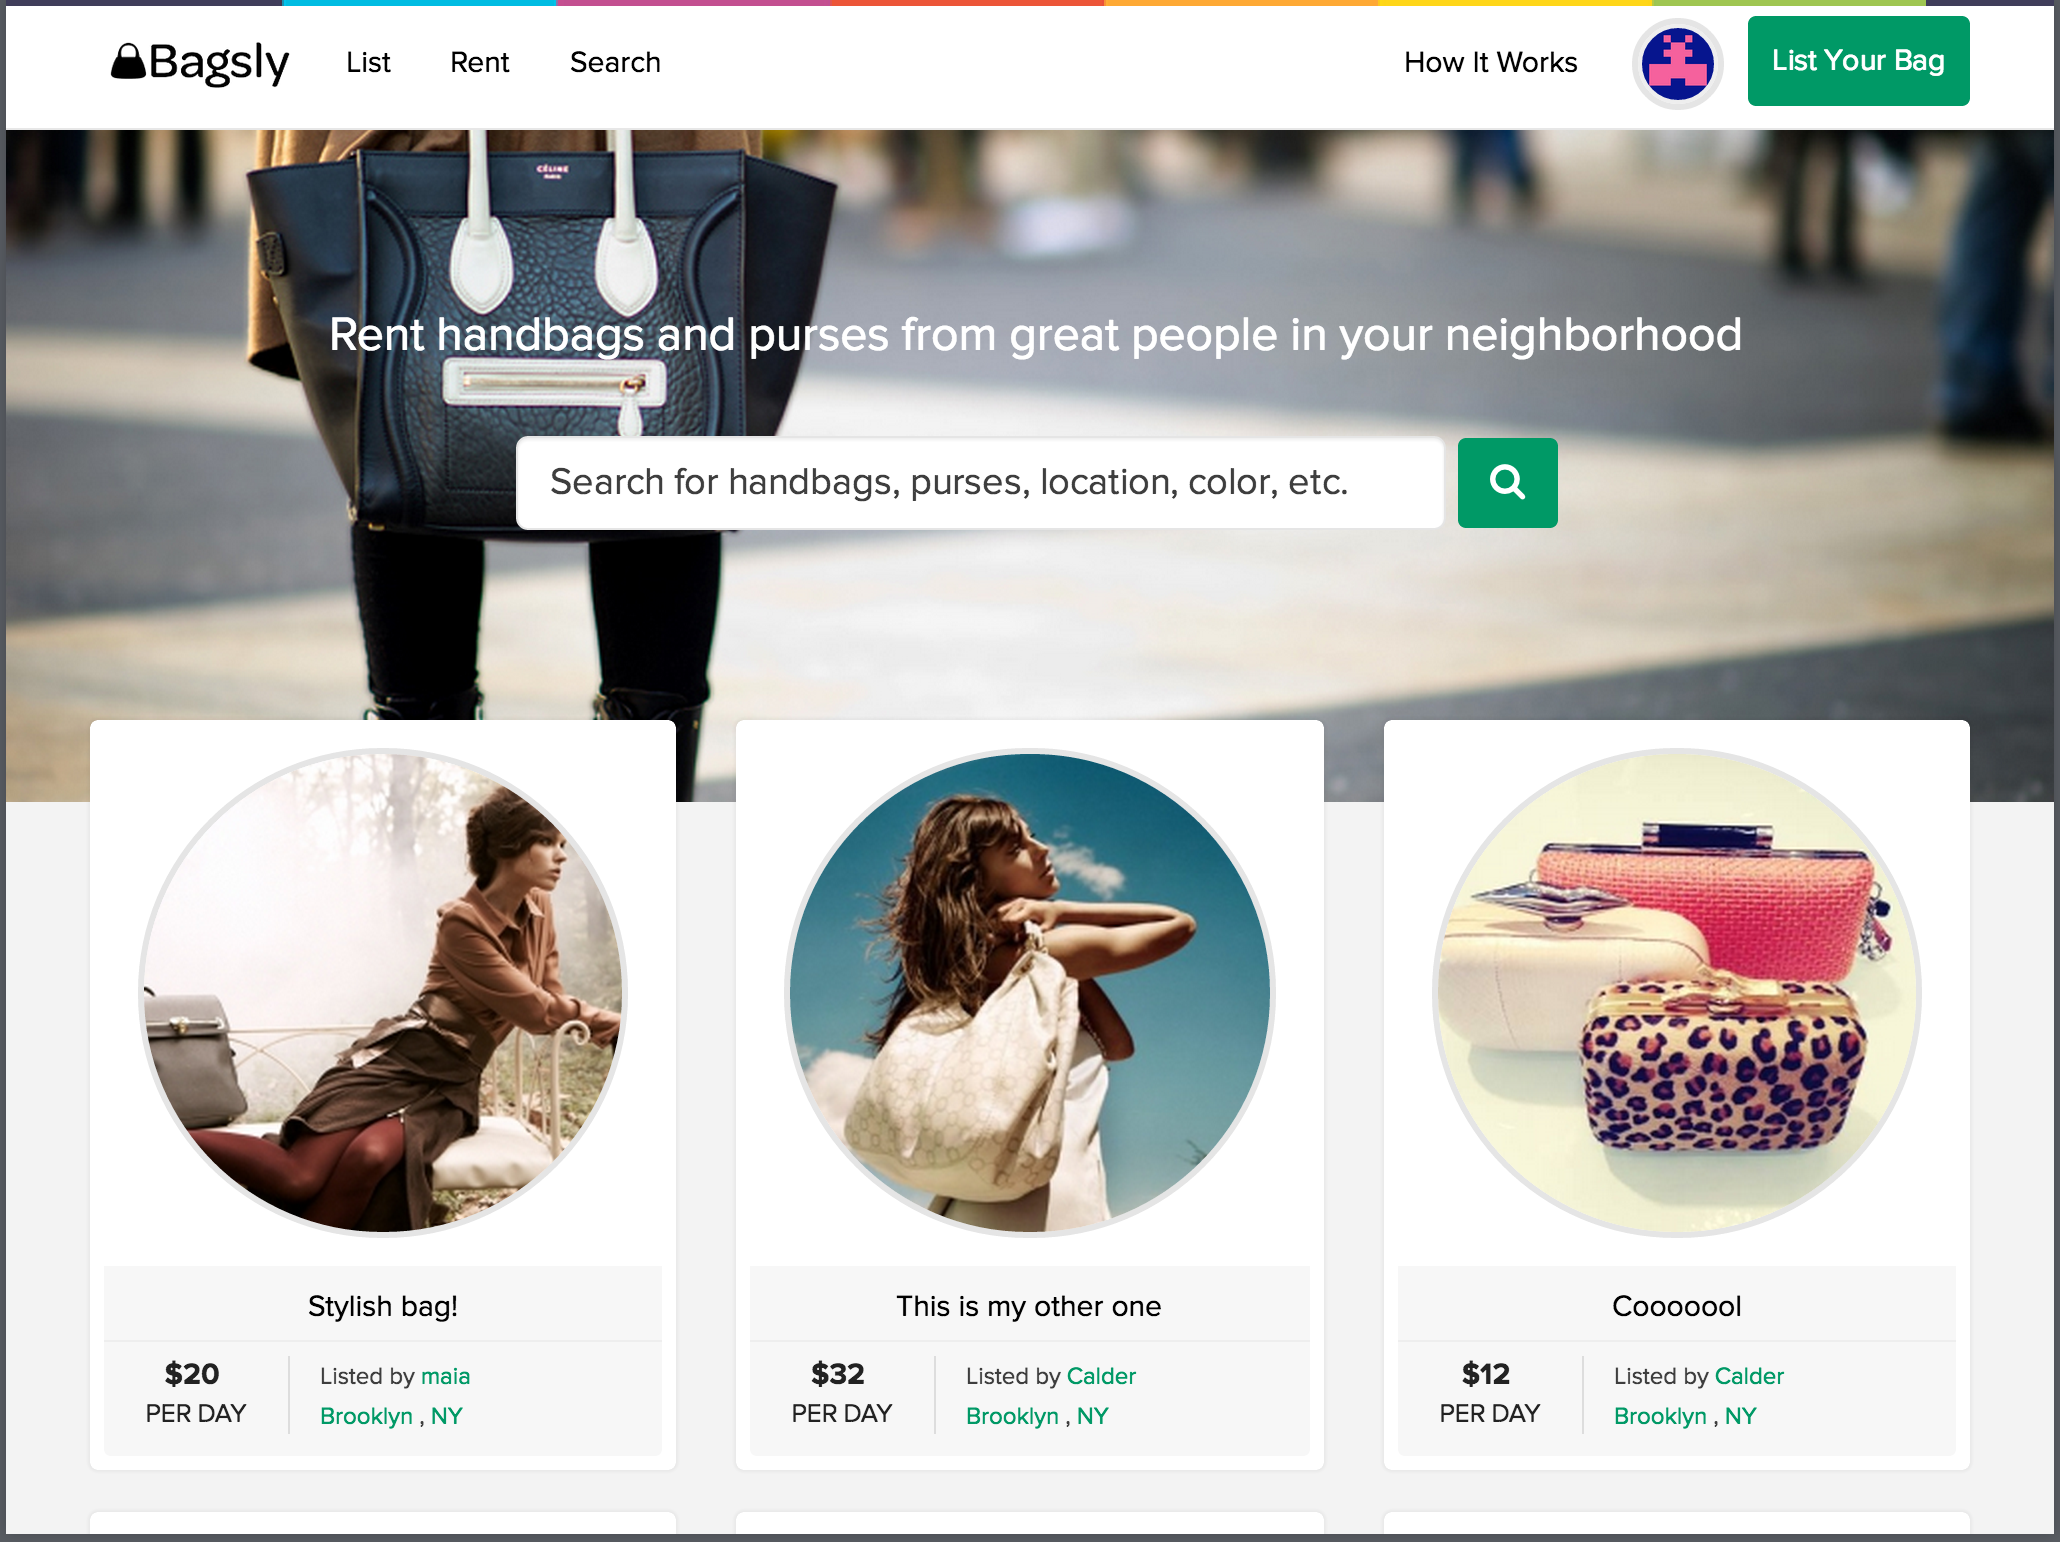 Bagsly
List
Rent
Search
How It Works
List Your Bag
CÉLINE
PARIS
Rent handbags and purses from great people in your neighborhood
Search for handbags, purses, location, color, etc.
Stylish bag!
$20
PER DAY
Listed by maia
Brooklyn , NY
This is my other one
$32
PER DAY
Listed by Calder
Brooklyn , NY
Cooooool
$12
PER DAY
Listed by Calder
Brooklyn , NY